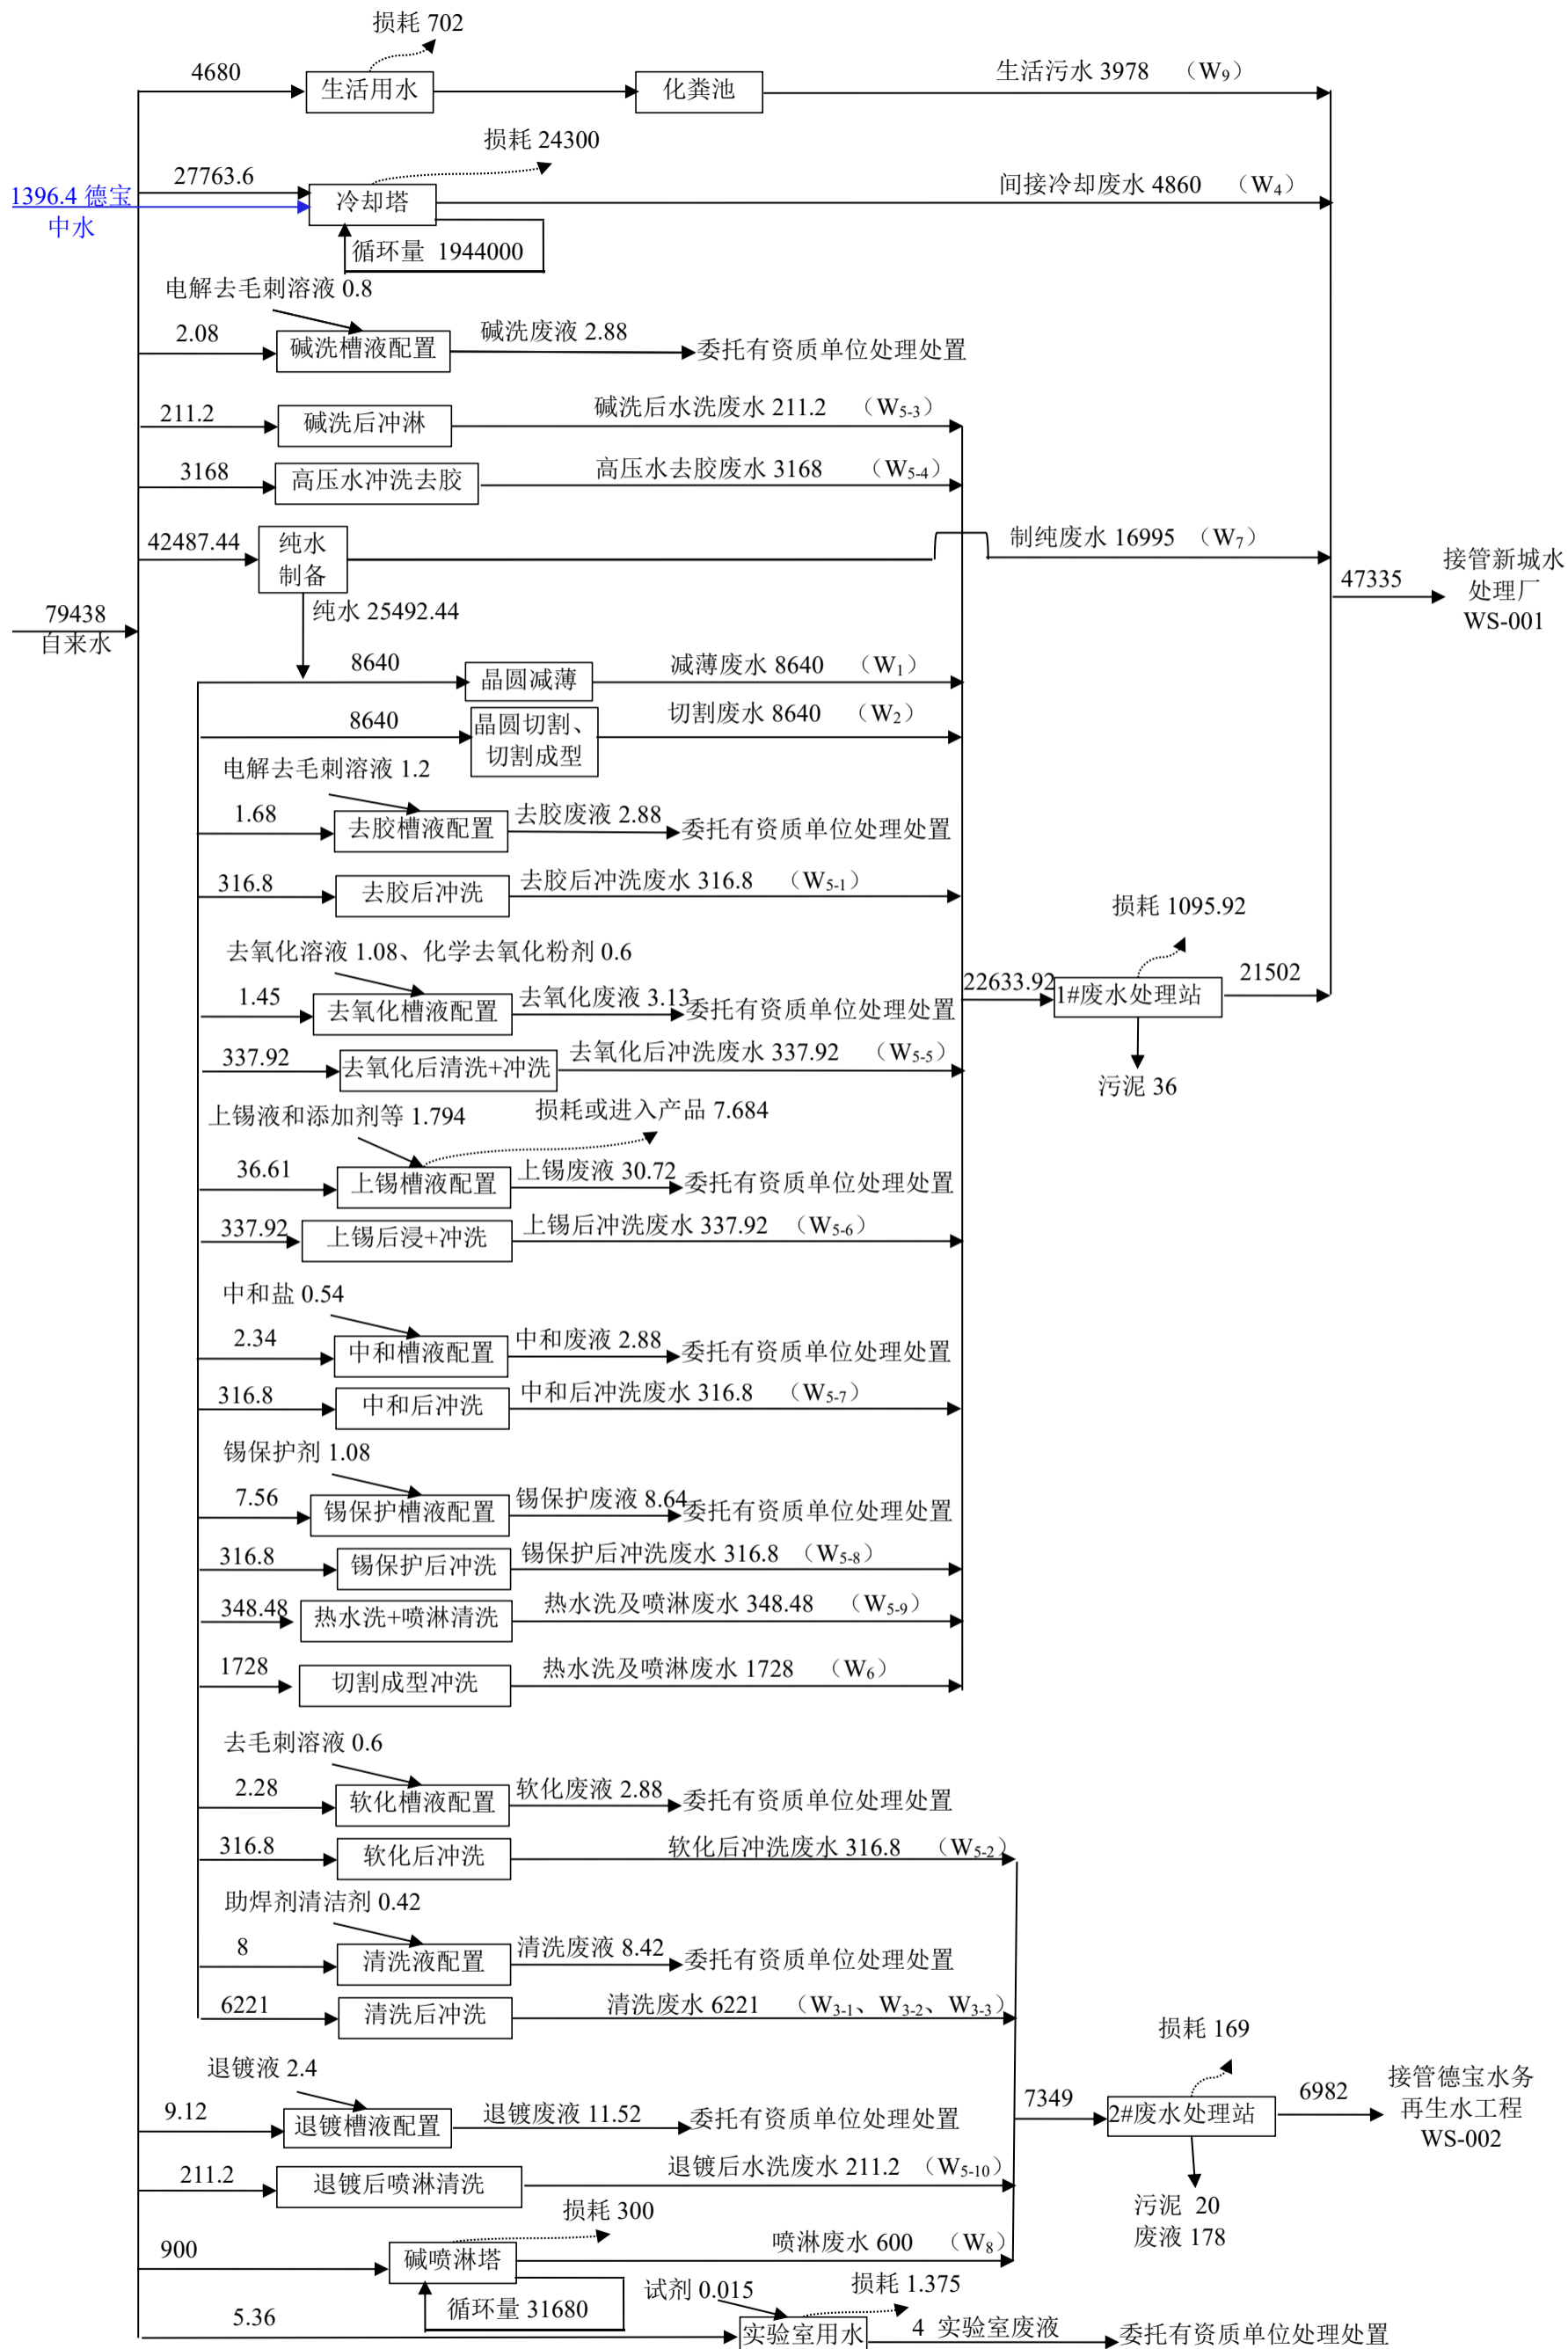 损耗 702
4680
生活用水
化粪池
生活污水 3978 （W9）
损耗 24300
27763.6
1396.4 德宝
中水
冷却塔
间接冷却废水 4860 （W4）
循环量 1944000
电解去毛刺溶液 0.8
2.08
碱洗槽液配置
碱洗废液 2.88
委托有资质单位处理处置
211.2
碱洗后冲淋
碱洗后水洗废水 211.2 （W5-3）
3168
高压水冲洗去胶
高压水去胶废水 3168 （W5-4）
42487.44
纯水
制备
制纯废水 16995 （W7）
纯水 25492.44
47335
接管新城水
处理厂
WS-001
79438
自来水
8640
晶圆减薄
减薄废水 8640 （W1）
8640
晶圆切割、
切割成型
切割废水 8640 （W2）
电解去毛刺溶液 1.2
1.68
去胶槽液配置
去胶废液 2.88
委托有资质单位处理处置
316.8
去胶后冲洗
去胶后冲洗废水 316.8 （W5-1）
损耗 1095.92
去氧化溶液 1.08、化学去氧化粉剂 0.6
1.45
去氧化槽液配置
去氧化废液 3.13
委托有资质单位处理处置
22633.92
1#废水处理站
21502
337.92
去氧化后清洗+冲洗
去氧化后冲洗废水 337.92 （W5-5）
污泥 36
上锡液和添加剂等 1.794
损耗或进入产品 7.684
36.61
上锡槽液配置
上锡废液 30.72
委托有资质单位处理处置
337.92
上锡后浸+冲洗
上锡后冲洗废水 337.92 （W5-6）
中和盐 0.54
2.34
中和槽液配置
中和废液 2.88
委托有资质单位处理处置
316.8
中和后冲洗
中和后冲洗废水 316.8 （W5-7）
锡保护剂 1.08
7.56
锡保护槽液配置
锡保护废液 8.64
委托有资质单位处理处置
316.8
锡保护后冲洗
锡保护后冲洗废水 316.8 （W5-8）
348.48
热水洗+喷淋清洗
热水洗及喷淋废水 348.48 （W5-9）
1728
切割成型冲洗
热水洗及喷淋废水 1728 （W6）
去毛刺溶液 0.6
2.28
软化槽液配置
软化废液 2.88
委托有资质单位处理处置
316.8
软化后冲洗
软化后冲洗废水 316.8 （W5-2）
助焊剂清洁剂 0.42
8
清洗液配置
清洗废液 8.42
委托有资质单位处理处置
6221
清洗后冲洗
清洗废水 6221 （W3-1、W3-2、W3-3）
损耗 169
退镀液 2.4
9.12
退镀槽液配置
退镀废液 11.52
委托有资质单位处理处置
7349
2#废水处理站
6982
接管德宝水务
再生水工程
WS-002
211.2
退镀后喷淋清洗
退镀后水洗废水 211.2 （W5-10）
污泥 20
废液 178
损耗 300
900
碱喷淋塔
喷淋废水 600 （W8）
循环量 31680
试剂 0.015
损耗 1.375
5.36
实验室用水
4 实验室废液
委托有资质单位处理处置